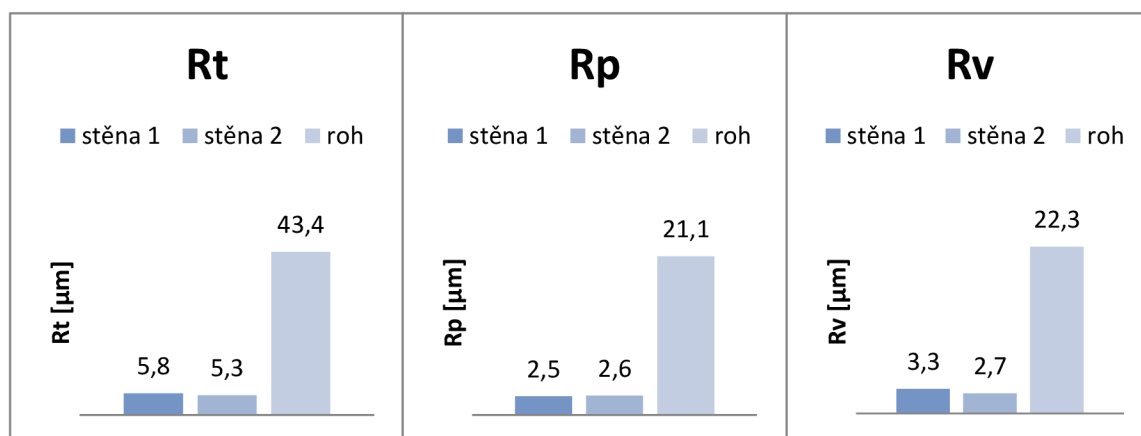 Rt
stěna 1 stěna 2 roh
43,4
5,8
5,3
Rt [µm]
Rp
stěna 1 stěna 2 roh
21,1
2,5
2,6
Rp [µm]
Rv
stěna 1 stěna 2 roh
22,3
3,3
2,7
Rv [µm]